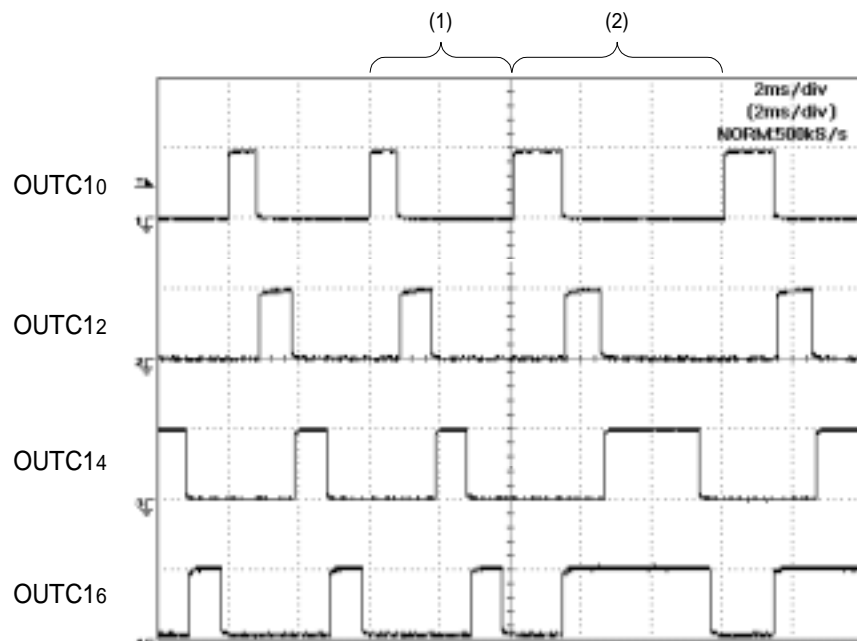 (1) (2)
2ms/div
(2ms/div)
NORM:500kS/s
OUTC10
OUTC12
OUTC14
OUTC16